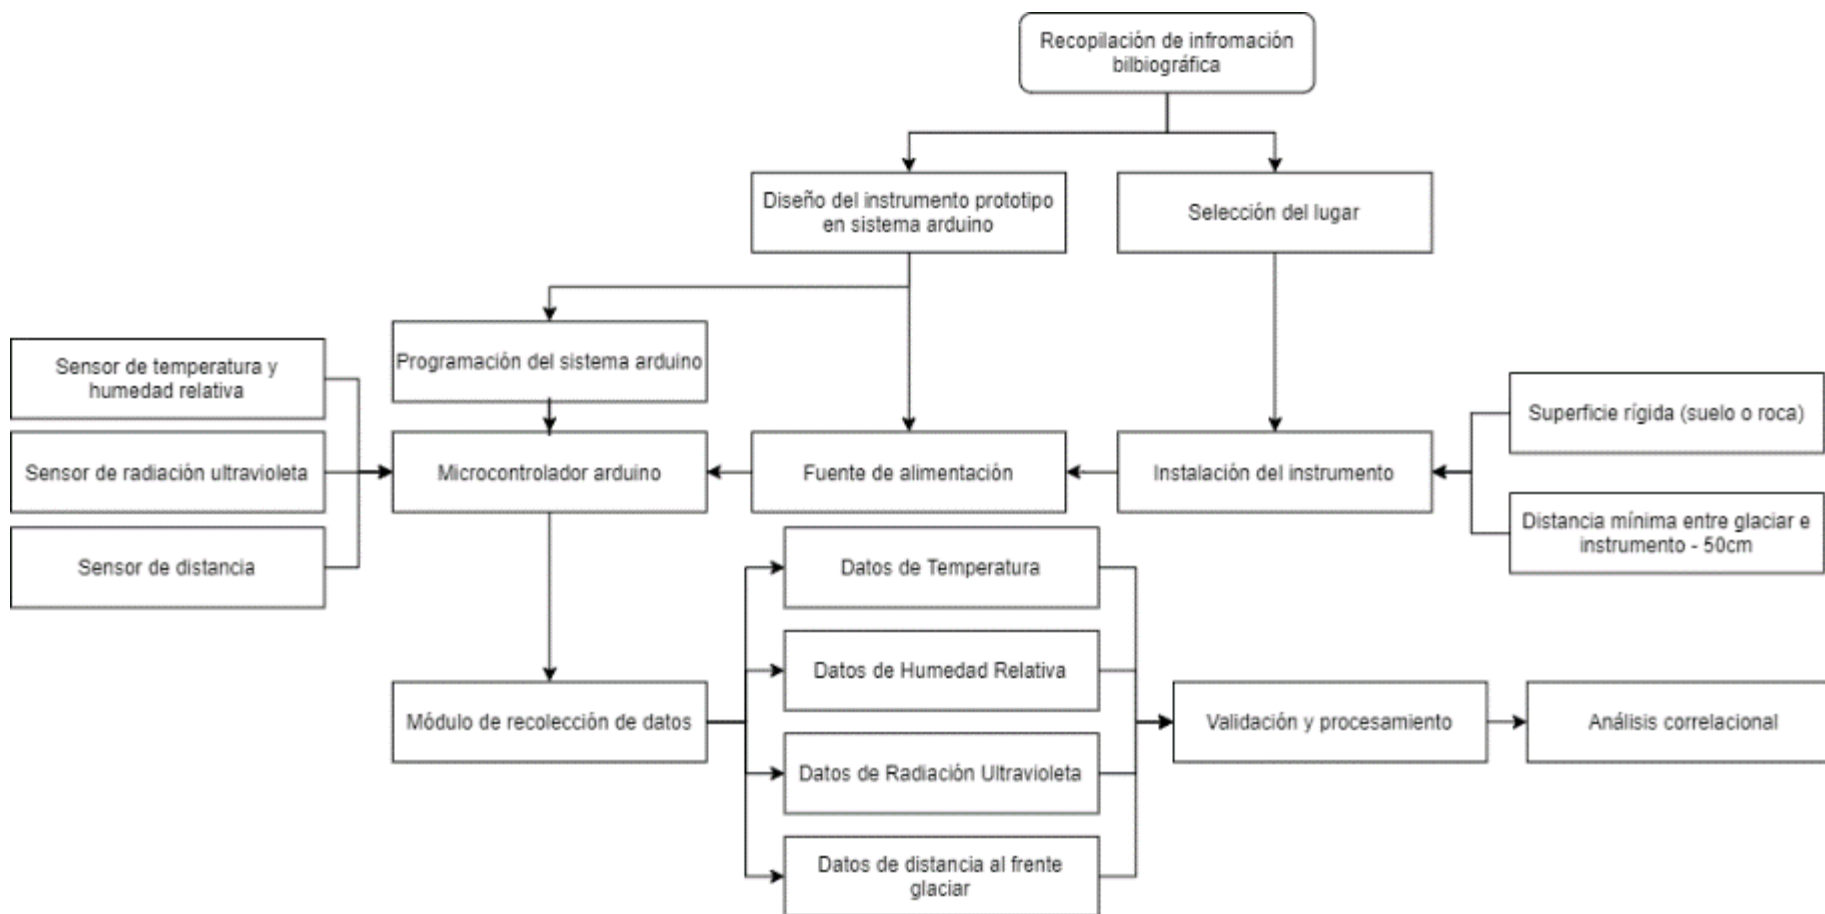 Recopilación de infromación
bilbiográfica
Diseño del instrumento prototipo
en sistema arduino
Selección del lugar
Programación del sistema arduino
Sensor de temperatura y
humedad relativa
Sensor de radiación ultravioleta
Sensor de distancia
Microcontrolador arduino
Fuente de alimentación
Instalación del instrumento
Superficie rígida (suelo o roca)
Distancia mínima entre glaciar e
instrumento - 50cm
Módulo de recolección de datos
Datos de Temperatura
Datos de Humedad Relativa
Datos de Radiación Ultravioleta
Datos de distancia al frente
glaciar
Validación y procesamiento
Análisis correlacional